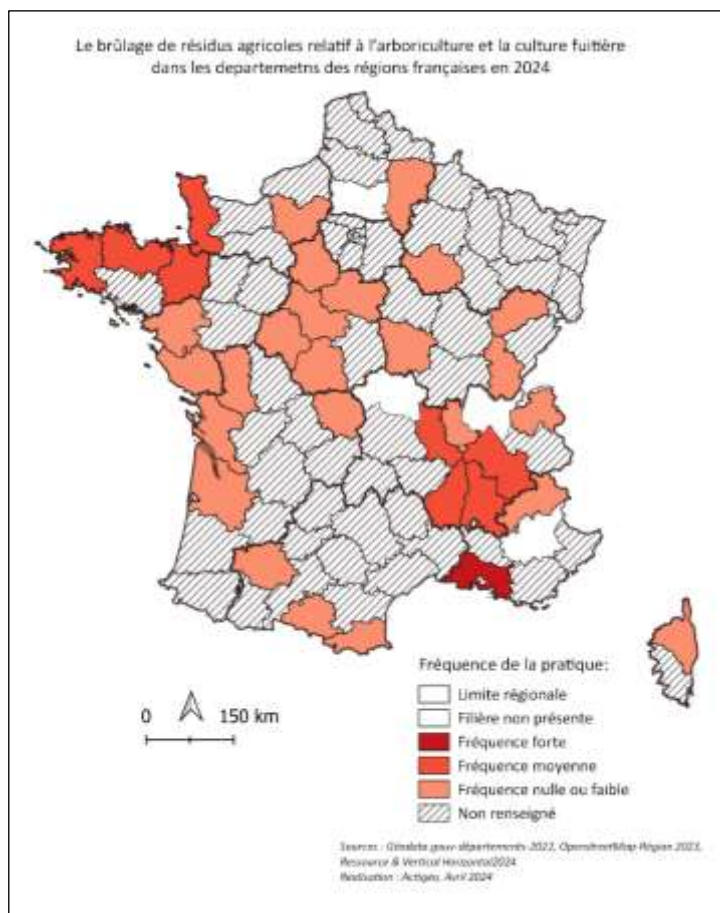 Le brûlage de résidus agricoles relatif à l'arboriculture et la culture fuitière
dans les departemetns des régions françaises en 2024
0 150 km
Fréquence de la pratique:
Limite régionale
Filière non présente
Fréquence forte
Fréquence moyenne
Fréquence nulle ou faible
Non renseigné
Sources : Géodata gouv-départements-2022, OpenstreetMap-Région 2023,
Ressource & Vertical Horizontal2024
Réalisation : Actigéo, Avril 2024